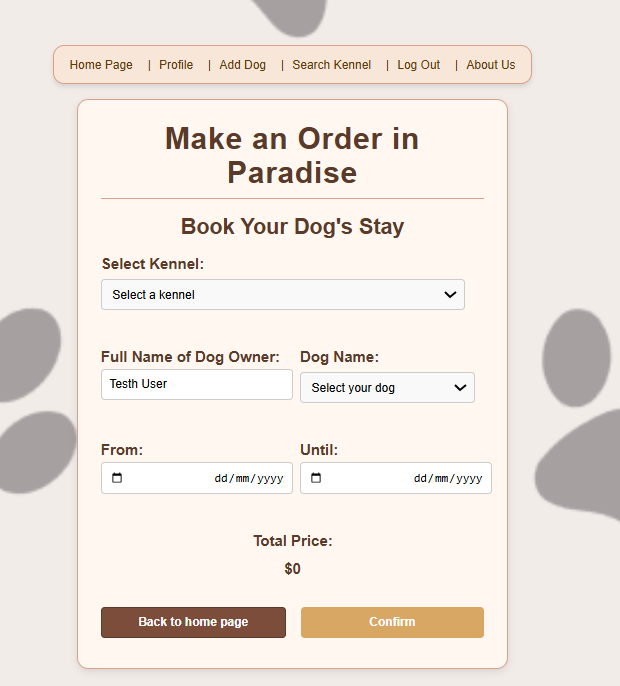 Home Page | Profile | Add Dog | Search Kennel | Log Out | About Us
Make an Order in
Paradise
Book Your Dog's Stay
Select Kennel:
Select a kennel
Full Name of Dog Owner: Dog Name:
Testh User Select your dog
From: Until:
dd/mm/yyyy dd/mm/yyyy
Total Price:
$0
Back to home page Confirm